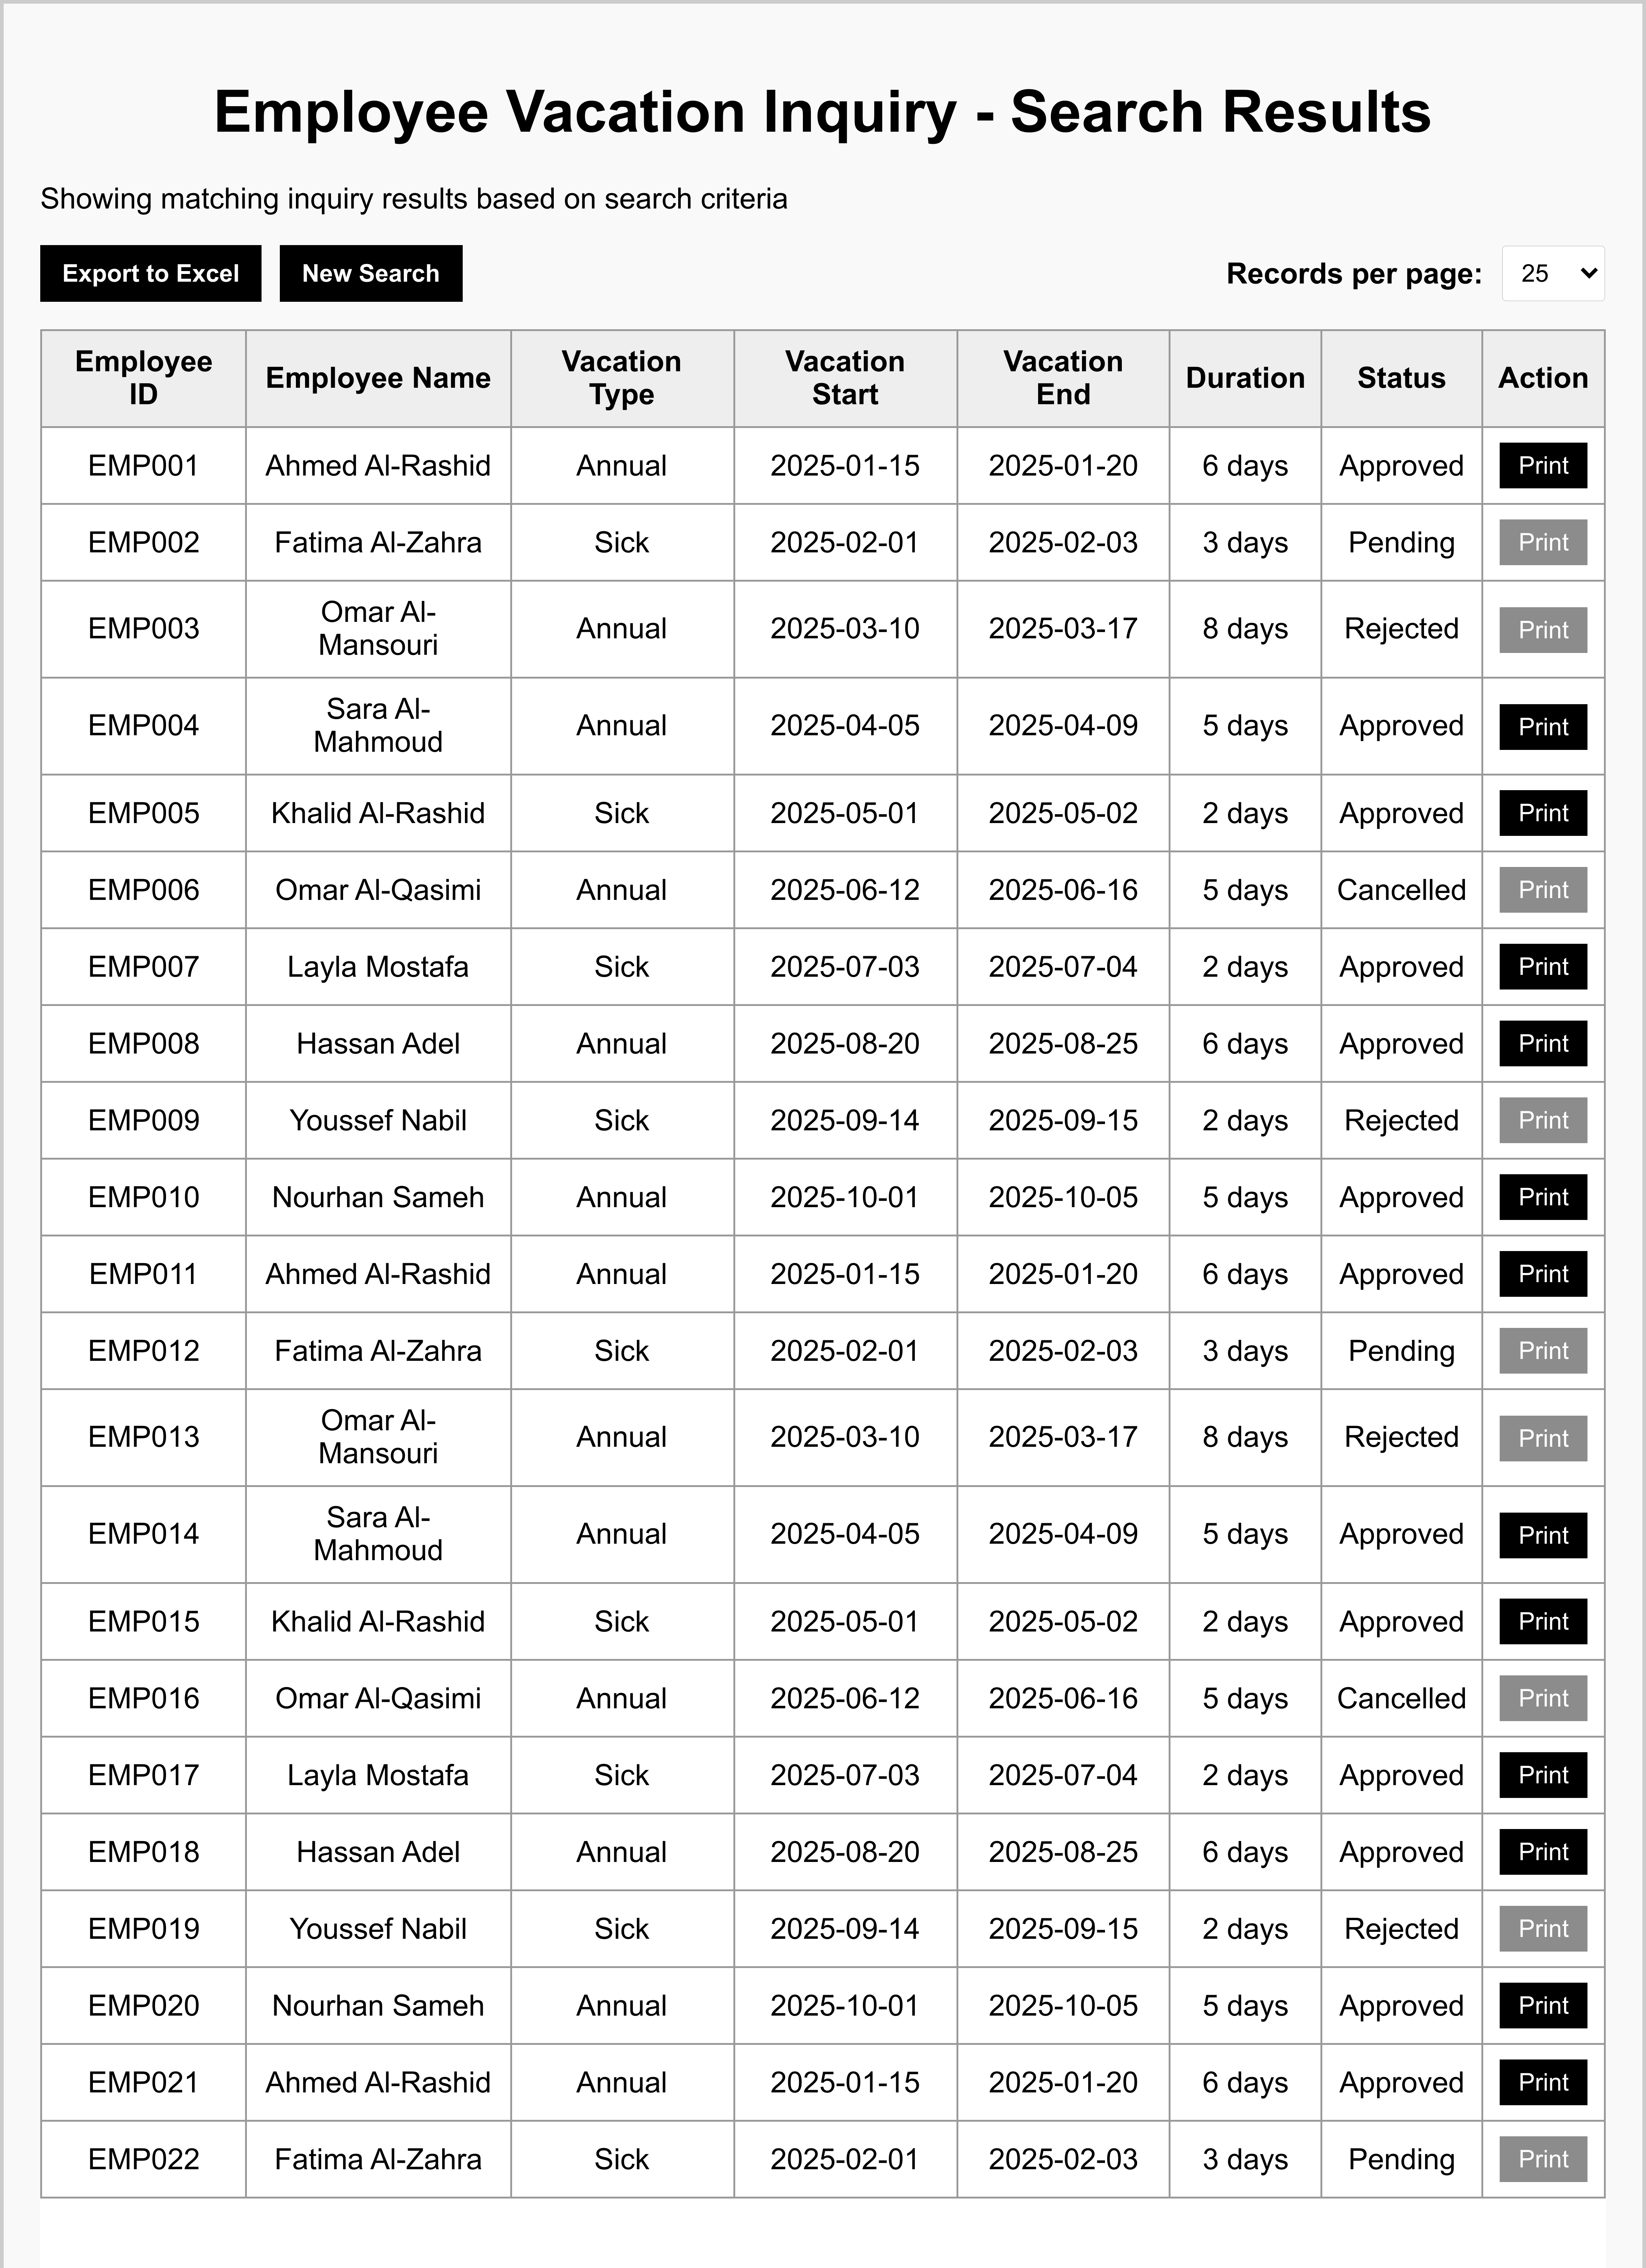 Employee Vacation Inquiry - Search Results
Showing matching inquiry results based on search criteria
Export to Excel New Search Records per page: 25
Employee ID Employee Name Vacation Type Vacation Start Vacation End Duration Status Action
EMP001 Ahmed Al-Rashid Annual 2025-01-15 2025-01-20 6 days Approved Print
EMP002 Fatima Al-Zahra Sick 2025-02-01 2025-02-03 3 days Pending Print
EMP003 Omar Al-Mansouri Annual 2025-03-10 2025-03-17 8 days Rejected Print
EMP004 Sara Al-Mahmoud Annual 2025-04-05 2025-04-09 5 days Approved Print
EMP005 Khalid Al-Rashid Sick 2025-05-01 2025-05-02 2 days Approved Print
EMP006 Omar Al-Qasimi Annual 2025-06-12 2025-06-16 5 days Cancelled Print
EMP007 Layla Mostafa Sick 2025-07-03 2025-07-04 2 days Approved Print
EMP008 Hassan Adel Annual 2025-08-20 2025-08-25 6 days Approved Print
EMP009 Youssef Nabil Sick 2025-09-14 2025-09-15 2 days Rejected Print
EMP010 Nourhan Sameh Annual 2025-10-01 2025-10-05 5 days Approved Print
EMP011 Ahmed Al-Rashid Annual 2025-01-15 2025-01-20 6 days Approved Print
EMP012 Fatima Al-Zahra Sick 2025-02-01 2025-02-03 3 days Pending Print
EMP013 Omar Al-Mansouri Annual 2025-03-10 2025-03-17 8 days Rejected Print
EMP014 Sara Al-Mahmoud Annual 2025-04-05 2025-04-09 5 days Approved Print
EMP015 Khalid Al-Rashid Sick 2025-05-01 2025-05-02 2 days Approved Print
EMP016 Omar Al-Qasimi Annual 2025-06-12 2025-06-16 5 days Cancelled Print
EMP017 Layla Mostafa Sick 2025-07-03 2025-07-04 2 days Approved Print
EMP018 Hassan Adel Annual 2025-08-20 2025-08-25 6 days Approved Print
EMP019 Youssef Nabil Sick 2025-09-14 2025-09-15 2 days Rejected Print
EMP020 Nourhan Sameh Annual 2025-10-01 2025-10-05 5 days Approved Print
EMP021 Ahmed Al-Rashid Annual 2025-01-15 2025-01-20 6 days Approved Print
EMP022 Fatima Al-Zahra Sick 2025-02-01 2025-02-03 3 days Pending Print